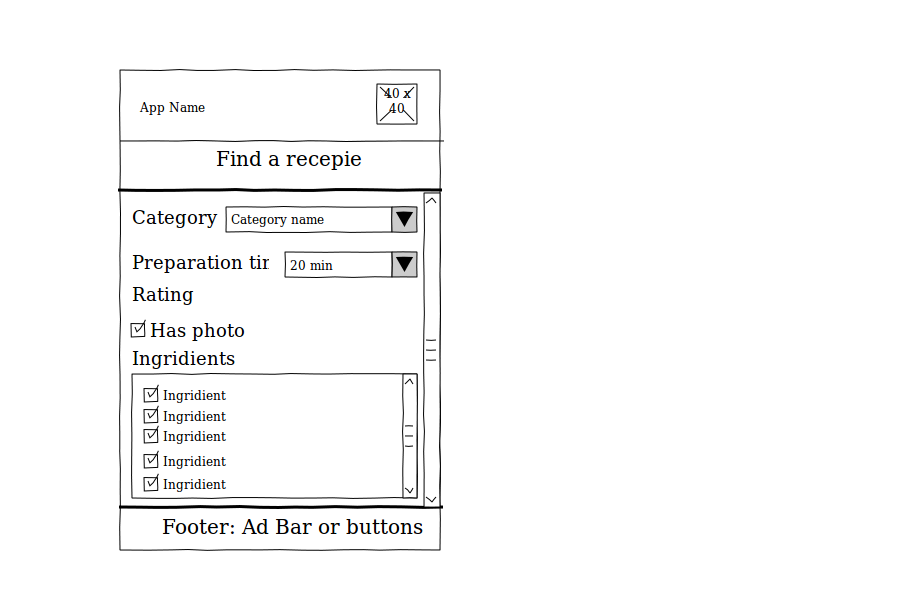 App Name
40 x
40
Find a recepie
Category
Category name
Preparation tir
20 min
Rating
Has photo
Ingridients
Ingridient
Ingridient
Ingridient
Ingridient
Ingridient
Footer: Ad Bar or buttons